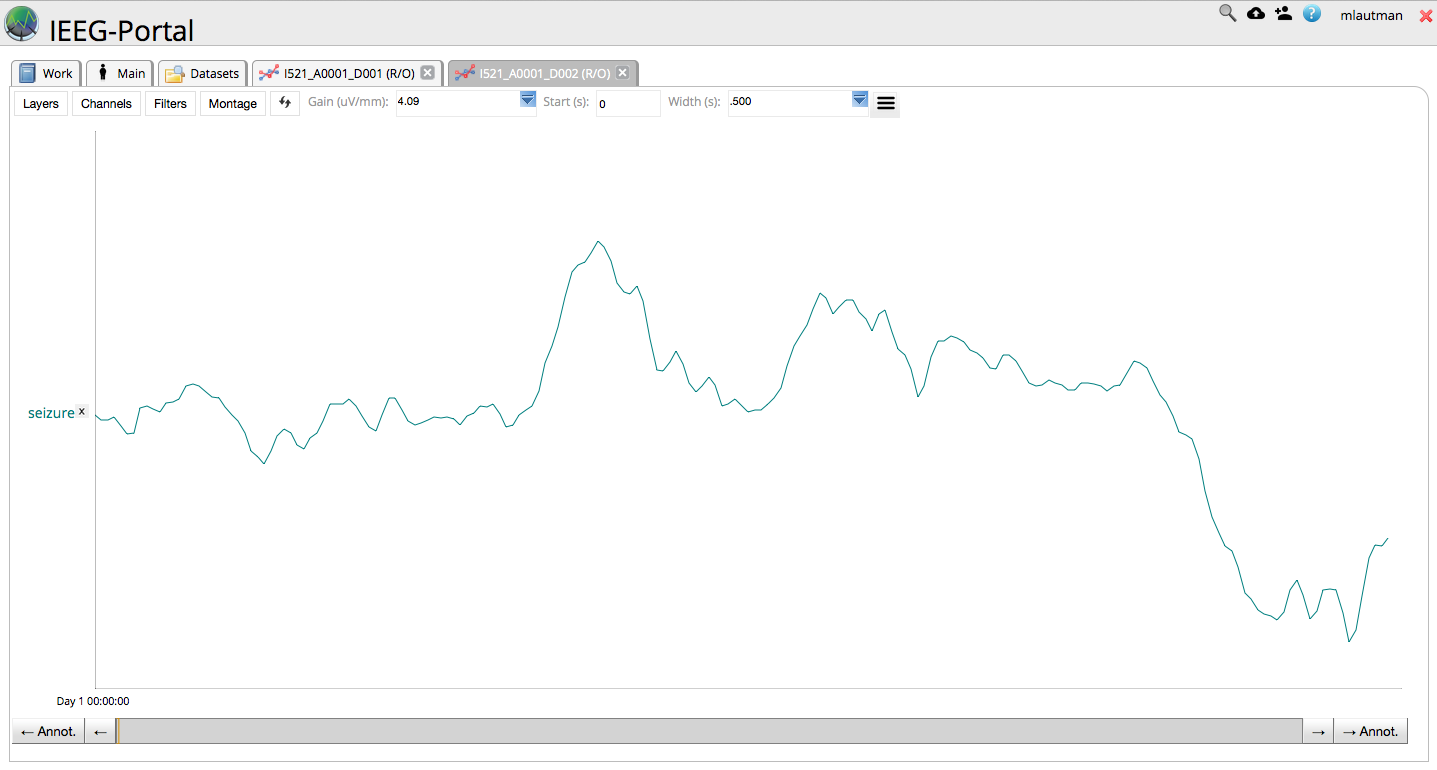 IEEG-Portal
mlautman
Work Main Datasets I521_A0001_D001 (R/O) I521_A0001_D002 (R/O)
Layers Channels Filters Montage Gain (uV/mm): 4.09 Start (s): 0 Width (s): .500
seizure x
Day 1 00:00:00
← Annot. ← → → Annot.